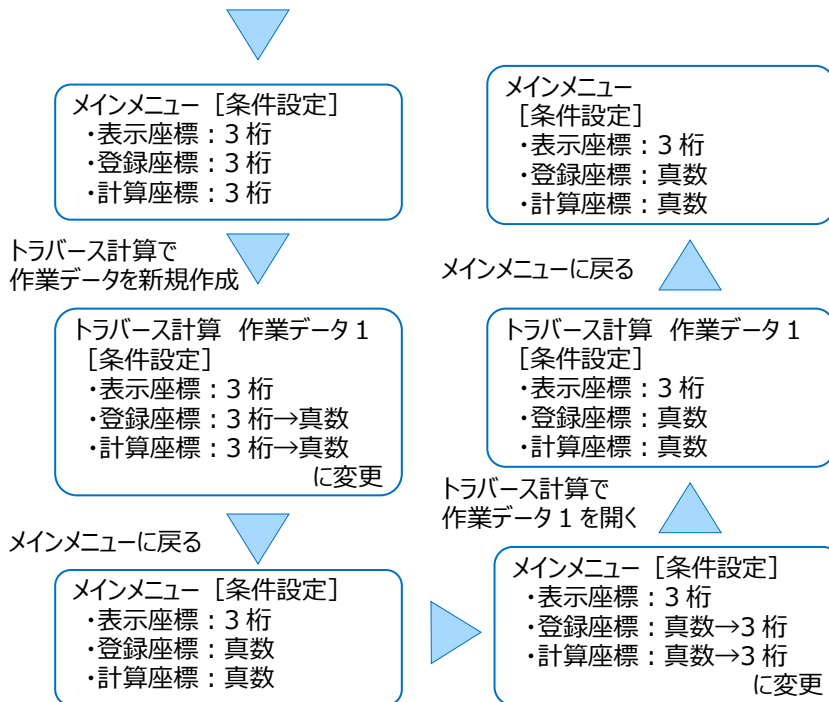 メインメニュー [条件設定]
・表示座標:3 桁
・登録座標:3 桁
・計算座標:3 桁
トラバース計算で
作業データを新規作成
トラバース計算 作業データ 1
[条件設定]
・表示座標:3 桁
・登録座標:3 桁→真数
・計算座標:3 桁→真数
に変更
メインメニューに戻る
メインメニュー [条件設定]
・表示座標:3 桁
・登録座標:真数
・計算座標:真数
メインメニュー [条件設定]
・表示座標:3 桁
・登録座標:真数→3 桁
・計算座標:真数→3 桁
に変更
トラバース計算で
作業データ 1 を開く
トラバース計算 作業データ 1
[条件設定]
・表示座標:3 桁
・登録座標:真数
・計算座標:真数
メインメニューに戻る
メインメニュー
[条件設定]
・表示座標:3 桁
・登録座標:真数
・計算座標:真数